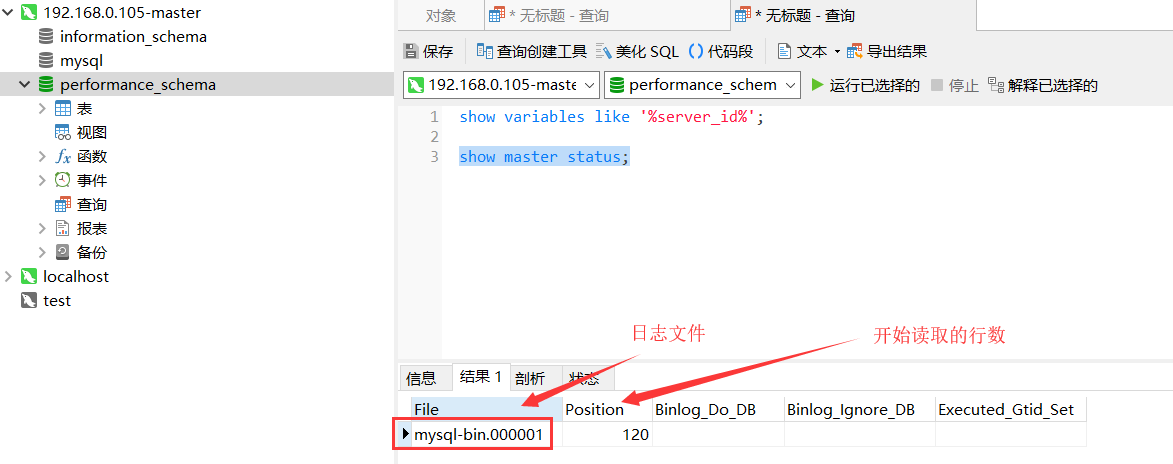 192.168.0.105-master
information_schema
mysql
performance_schema
表
视图
fx 函数
事件
查询
报表
备份
localhost
test
对象
* 无标题 - 查询
* 无标题 - 查询
保存 查询创建工具 美化 SQL () 代码段 文本 导出结果
192.168.0.105-maste performance_schem 运行已选择的 停止 解释已选择的
1 show variables like '%server_id%';
2
3 show master status;
日志文件
开始读取的行数
信息 结果 1 剖析 状态
File Position Binlog_Do_DB Binlog_Ignore_DB Executed_Gtid_Set
mysql-bin.000001 120